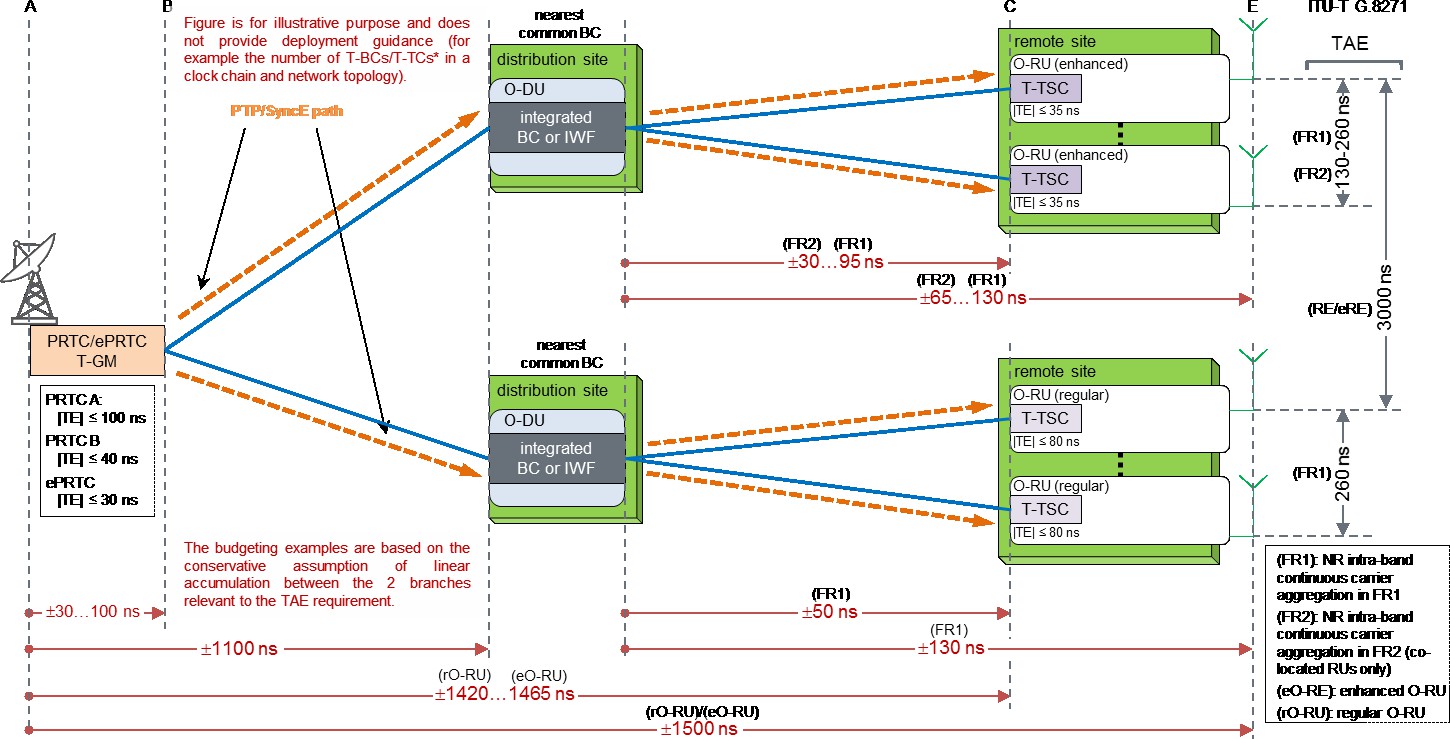 A
B
C
E
ITU-T G.8271
Figure is for illustrative purpose and does
not provide deployment guidance (for
example the number of T-BCs/T-TCs* in a
clock chain and network topology).
PTP/SyncE path
nearest
common BC
distribution site
O-DU
integrated
BC or IWF
remote site
O-RU (enhanced)
T-TSC
|TE| ≤ 35 ns
O-RU (enhanced)
T-TSC
|TE| ≤ 35 ns
TAE
(FR1)
(FR2)
130-260 ns
(FR2) (FR1)
±30…95 ns
(FR2) (FR1)
±65…130 ns
(RE/eRE)
3000 ns
PRTC/ePRTC
T-GM
PRTC A:
|TE| ≤ 100 ns
PRTC B
|TE| ≤ 40 ns
ePRTC
|TE| ≤ 30 ns
nearest
common BC
distribution site
O-DU
integrated
BC or IWF
remote site
O-RU (regular)
T-TSC
|TE| ≤ 80 ns
O-RU (regular)
T-TSC
|TE| ≤ 80 ns
(FR1)
260 ns
The budgeting examples are based on the
conservative assumption of linear
accumulation between the 2 branches
relevant to the TAE requirement.
±30…100 ns
(FR1)
±50 ns
±1100 ns
(FR1)
±130 ns
(rO-RU) (eO-RU)
±1420…1465 ns
(rO-RU)/(eO-RU)
±1500 ns
(FR1): NR intra-band
continuous carrier
aggregation in FR1
(FR2): NR intra-band
continuous carrier
aggregation in FR2 (co-
located RUs only)
(eO-RE): enhanced O-RU
(rO-RU): regular O-RU